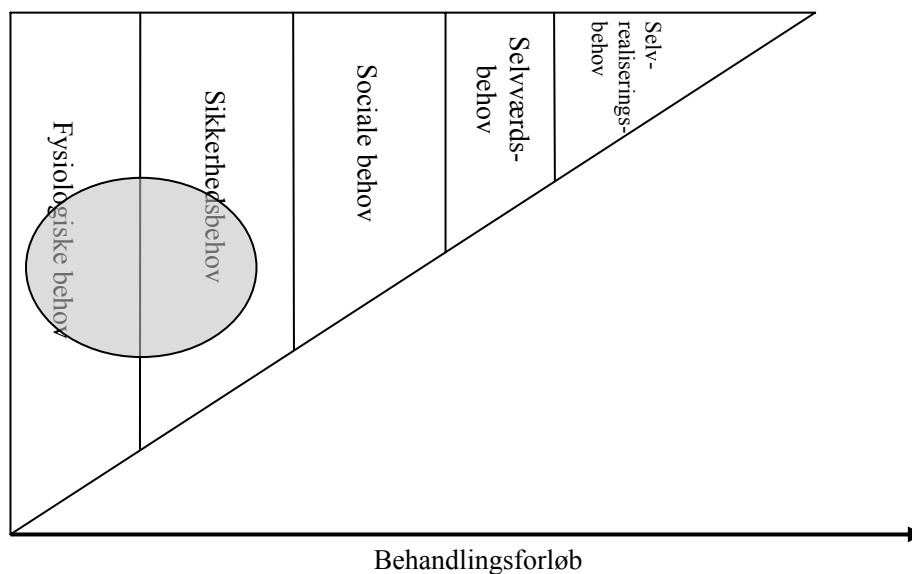 Fysiologiske behov
Sikkerhedsbehov
Sociale behov
Selvværds-
behov
Selv-
realiserings-
behov
Behandlingsforløb